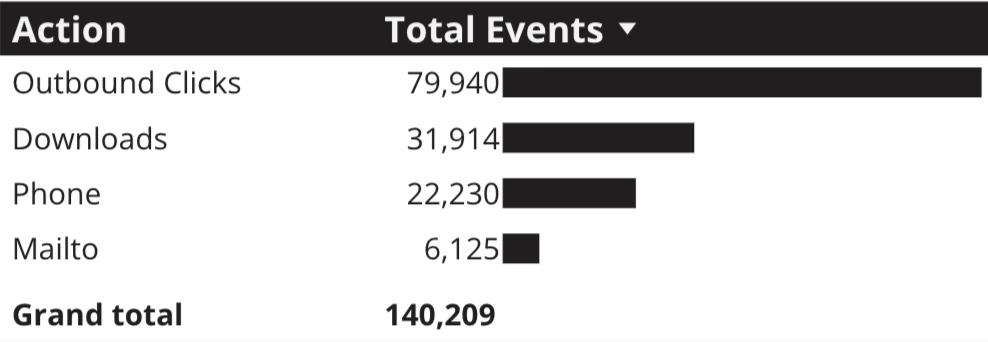 Action Total Events ▼
Outbound Clicks 79,940
Downloads 31,914
Phone 22,230
Mailto 6,125
Grand total 140,209